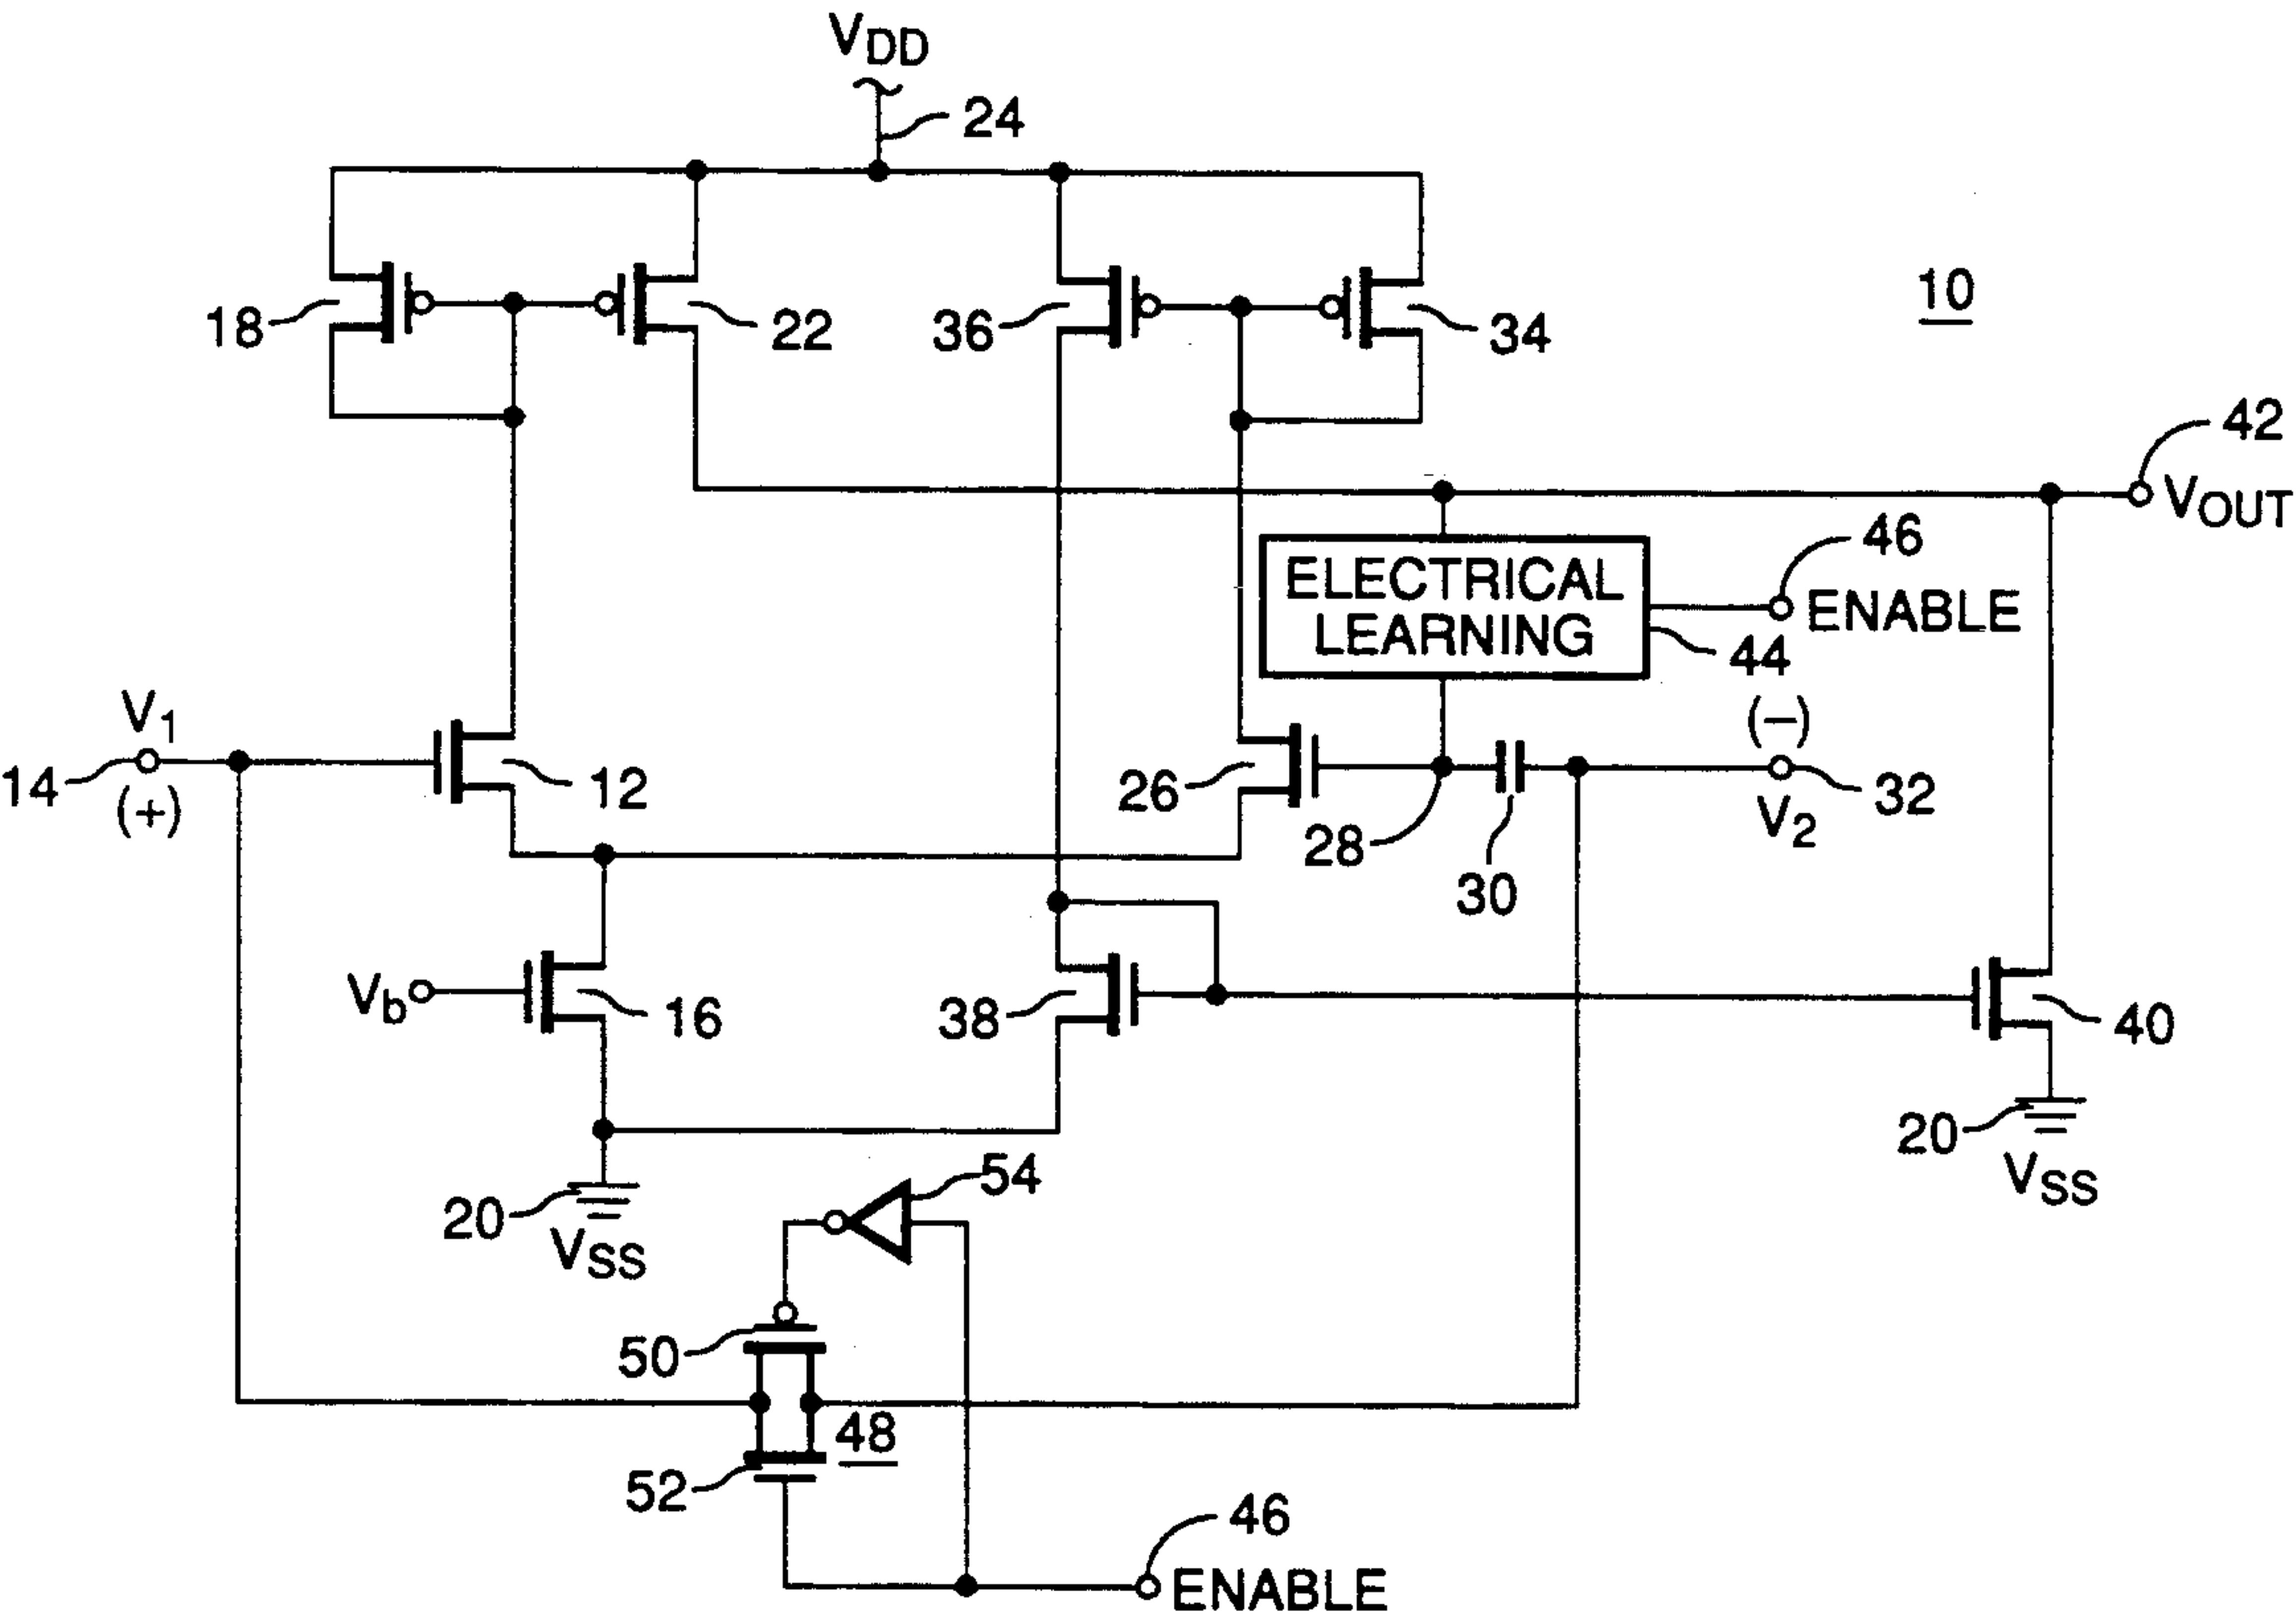 VDD
24
10
18
22
36
34
42
VOUT
46
ENABLE
ELECTRICAL
LEARNING
44
V1
14
(+)
12
26
28
30
(−)
32
V2
Vb
16
38
40
20
VSS
20
VSS
54
50
48
52
46
ENABLE